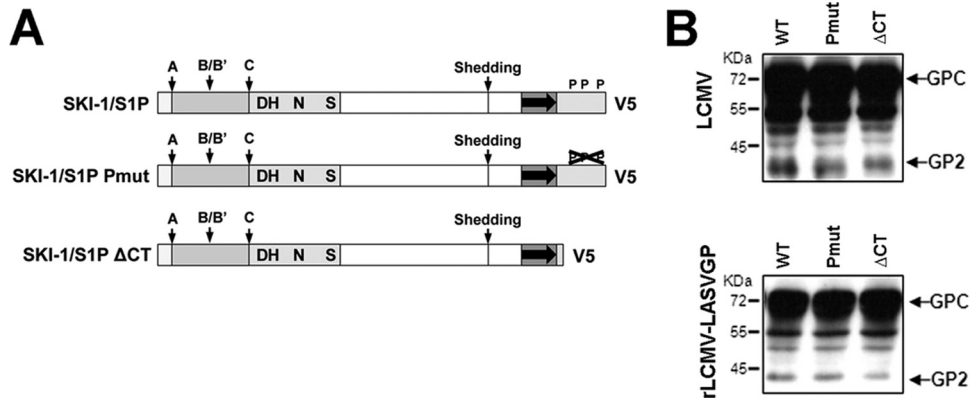 A
A B/B' C Shedding P P P
SKI-1/S1P DH N S V5
A B/B' C Shedding P P P
SKI-1/S1P Pmut DH N S V5
A B/B' C Shedding
SKI-1/S1P ΔCT DH N S V5
B
WT Pmut ΔCT
KDa
72 GPC
55
45
GP2
LCMV
WT Pmut ΔCT
KDa
72 GPC
55
45
GP2
rLCMV-LASVGP